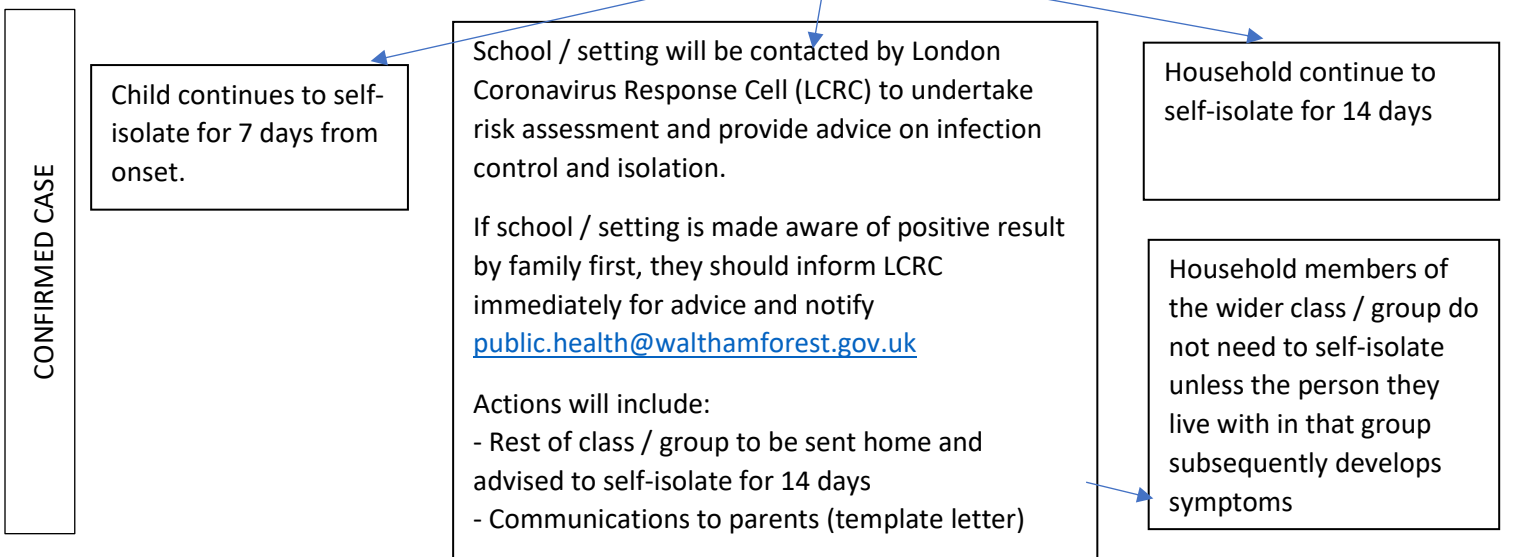 CONFIRMED CASE
Child continues to self-
isolate for 7 days from
onset.
School / setting will be contacted by London
Coronavirus Response Cell (LCRC) to undertake
risk assessment and provide advice on infection
control and isolation.
If school / setting is made aware of positive result
by family first, they should inform LCRC
immediately for advice and notify
public.health@walthamforest.gov.uk
Actions will include:
- Rest of class / group to be sent home and
advised to self-isolate for 14 days
- Communications to parents (template letter)
Household continue to
self-isolate for 14 days
Household members of
the wider class / group do
not need to self-isolate
unless the person they
live with in that group
subsequently develops
symptoms